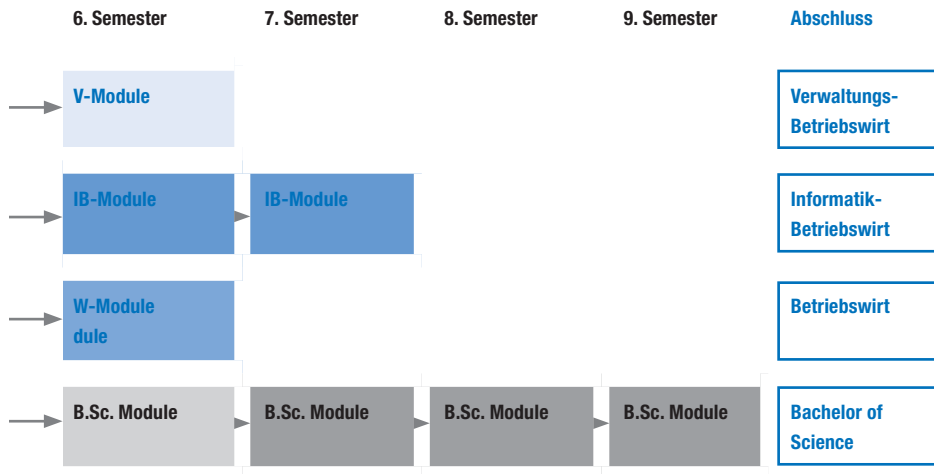 6. Semester 7. Semester 8. Semester 9. Semester Abschluss
V-Module
Verwaltungs-
Betriebswirt
IB-Module IB-Module
Informatik-
Betriebswirt
W-Module
dule
Betriebswirt
B.Sc. Module B.Sc. Module B.Sc. Module B.Sc. Module
Bachelor of
Science